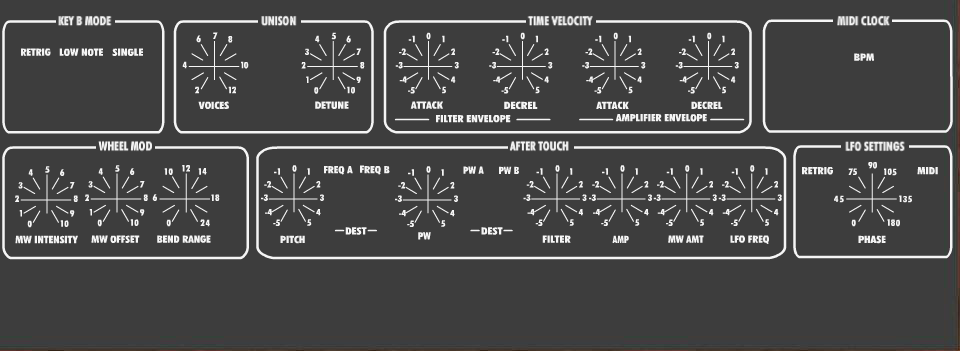 KEY B MODE
RETRIG LOW NOTE SINGLE
UNISON
6 7 8
4 10
2 12
VOICES
4 5 6
3 7
2 8
1 9
0 10
DETUNE
TIME VELOCITY
-1 0 1
-2 2
-3 3
-4 4
-5 5
ATTACK
-1 0 1
-2 2
-3 3
-4 4
-5 5
DECREL
FILTER ENVELOPE
-1 0 1
-2 2
-3 3
-4 4
-5 5
ATTACK
-1 0 1
-2 2
-3 3
-4 4
-5 5
DECREL
AMPLIFIER ENVELOPE
MIDI CLOCK
BPM
WHEEL MOD
4 5 6
3 7
2 8
1 9
0 10
MW INTENSITY
4 5 6
3 7
2 8
1 9
0 10
MW OFFSET
10 12 14
6 18
0 24
BEND RANGE
AFTER TOUCH
-1 0 1
-2 2
-3 3
-4 4
-5 5
PITCH
FREQ A FREQ B
DEST
-1 0 1
-2 2
-3 3
-4 4
-5 5
PW
PW A PW B
DEST
-1 0 1
-2 2
-3 3
-4 4
-5 5
FILTER
-1 0 1
-2 2
-3 3
-4 4
-5 5
AMP
-1 0 1
-2 2
-3 3
-4 4
-5 5
MW AMT
-1 0 1
-2 2
-3 3
-4 4
-5 5
LFO FREQ
LFO SETTINGS
RETRIG
75 90 105
45 135
0 180
PHASE
MIDI